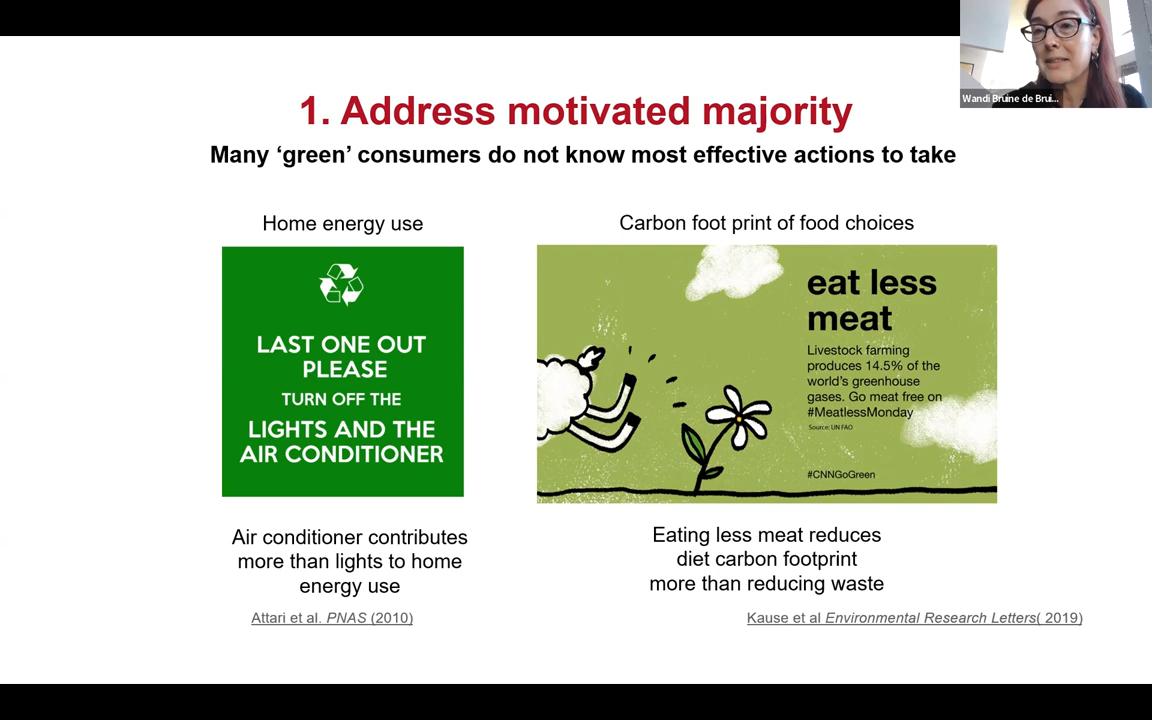 Wandi Bruine de Brui...
1. Address motivated majority
Many ‘green’ consumers do not know most effective actions to take
Home energy use
LAST ONE OUT
PLEASE
TURN OFF THE
LIGHTS AND THE
AIR CONDITIONER
Air conditioner contributes
more than lights to home
energy use
Attari et al. PNAS (2010)
Carbon foot print of food choices
eat less
meat
Livestock farming
produces 14.5% of the
world's greenhouse
gases. Go meat free on
#MeatlessMonday
Source: UN FAO
#CNNGoGreen
Eating less meat reduces
diet carbon footprint
more than reducing waste
Kause et al Environmental Research Letters( 2019)